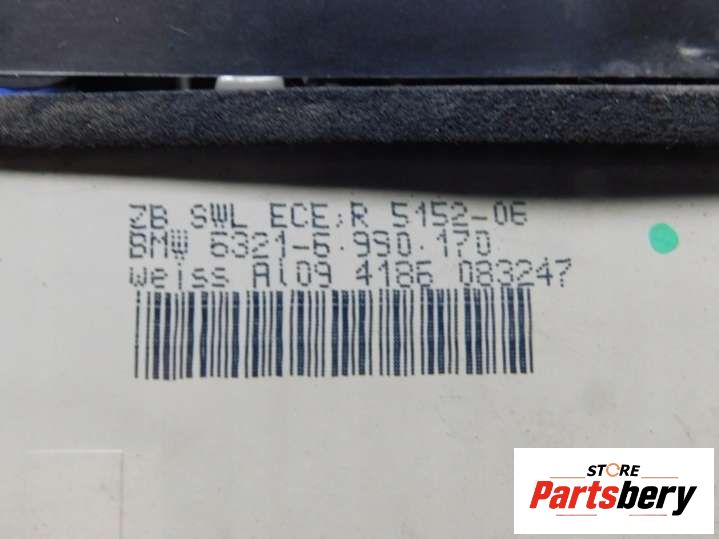 ZB SWL ECE,R 5152-06
BMW 6321-6.990.170
weiss Al09 4186 083247
STORE
Partsbery